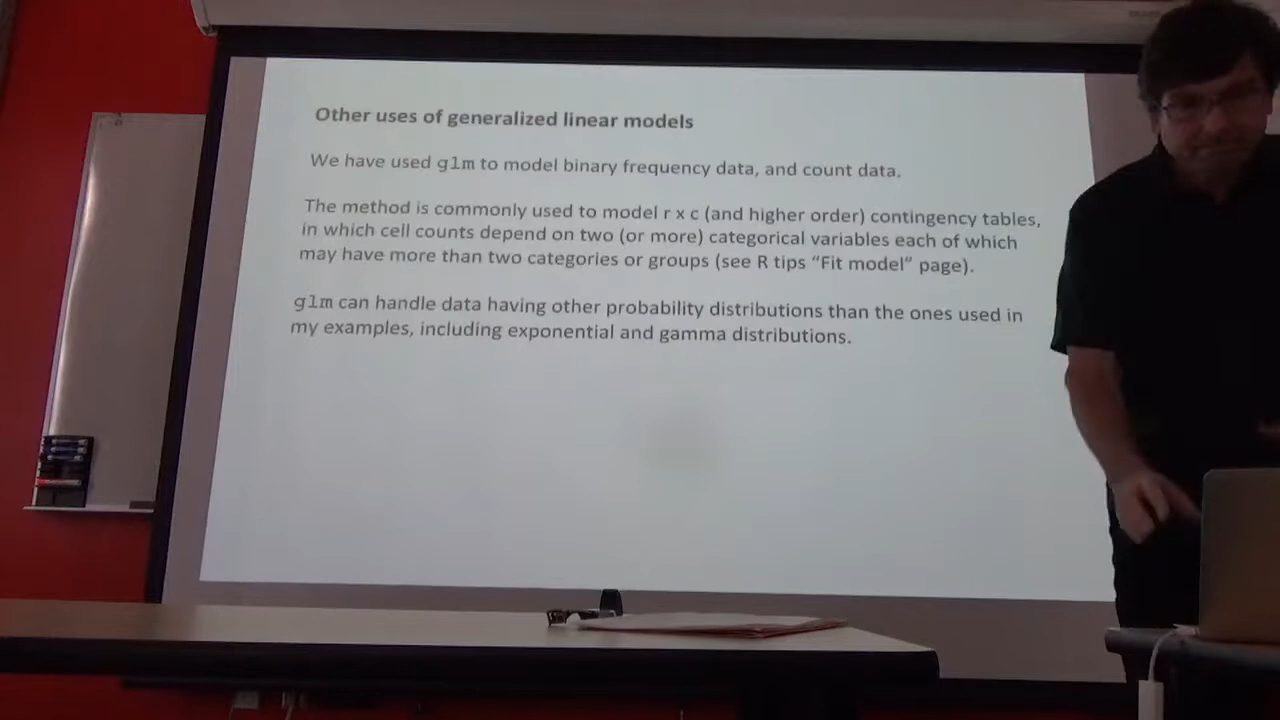 Other uses of generalized linear models
We have used glm to model binary frequency data, and count data.
The method is commonly used to model r x c (and higher order) contingency tables,
in which cell counts depend on two (or more) categorical variables each of which
may have more than two categories or groups (see R tips “Fit model” page).
glm can handle data having other probability distributions than the ones used in
my examples, including exponential and gamma distributions.